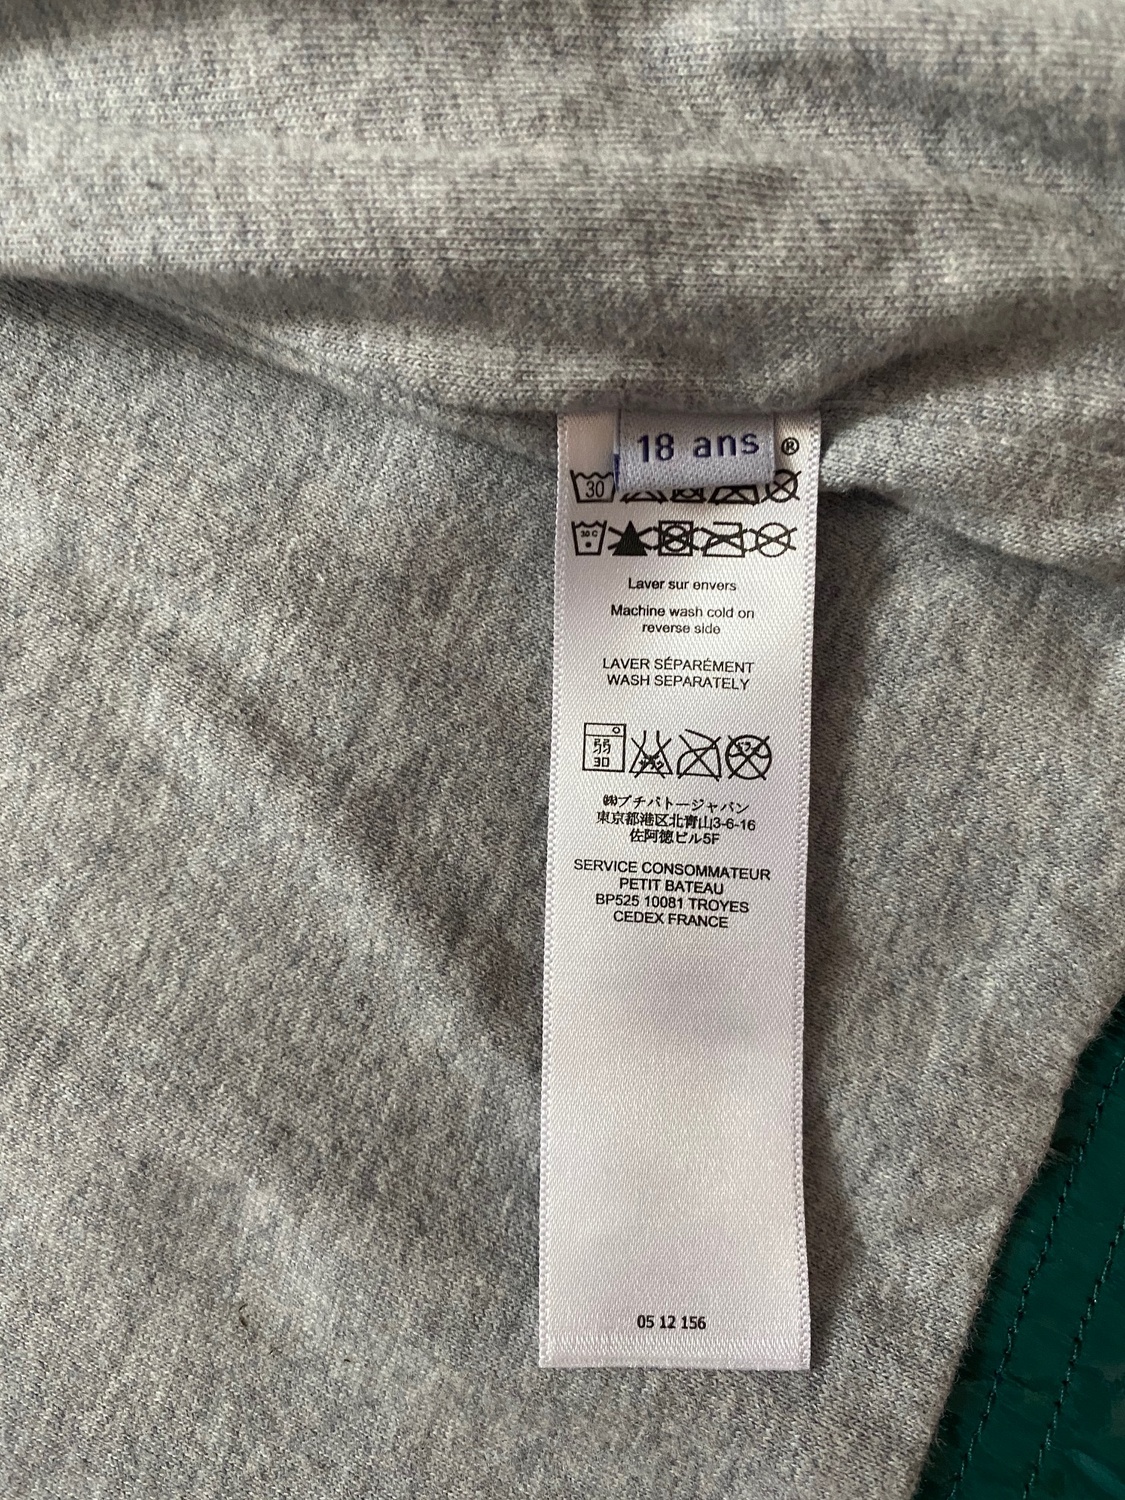 18 ans
®
30
30 C
Laver sur envers
Machine wash cold on
reverse side
LAVER SÉPARÉMENT
WASH SEPARATELY
弱
30
㈱プチバトージャパン
東京都港区北青山3-6-16
佐阿徳ビル5F
SERVICE CONSOMMATEUR
PETIT BATEAU
BP525 10081 TROYES
CEDEX FRANCE
05 12 156